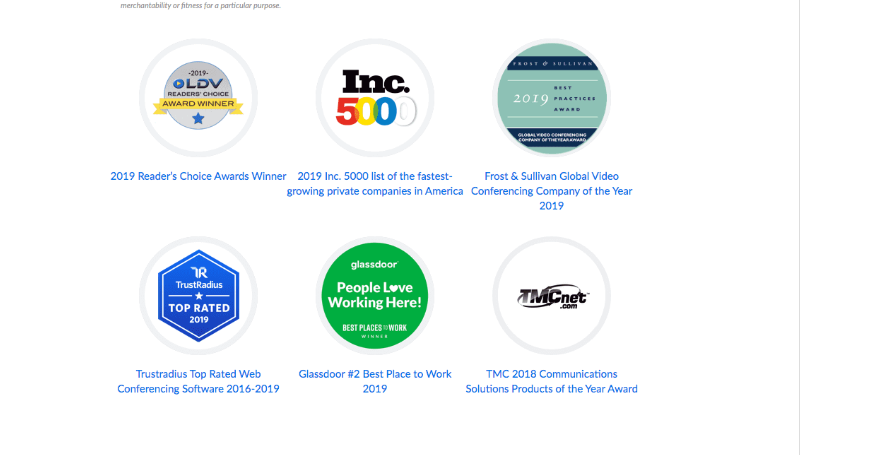 merchantability or fitness for a particular purpose.
-2019-
OLDV
READERS' CHOICE
AWARD WINNER
Inc.
5000
FROST & SULLIVAN
2019
BEST
PRACTICES
AWARD
GLOBAL VIDEO CONFERENCING
COMPANY OF THE YEAR AWARD
2019 Reader's Choice Awards Winner
2019 Inc. 5000 list of the fastest-
growing private companies in America
Frost & Sullivan Global Video
Conferencing Company of the Year
2019
TR
TrustRadius
TOP RATED
2019
glassdoor
People Love
Working Here!
BEST PLACES TO WORK
WINNER
TMCnet
.com
Trustradius Top Rated Web
Conferencing Software 2016-2019
Glassdoor #2 Best Place to Work
2019
TMC 2018 Communications
Solutions Products of the Year Award